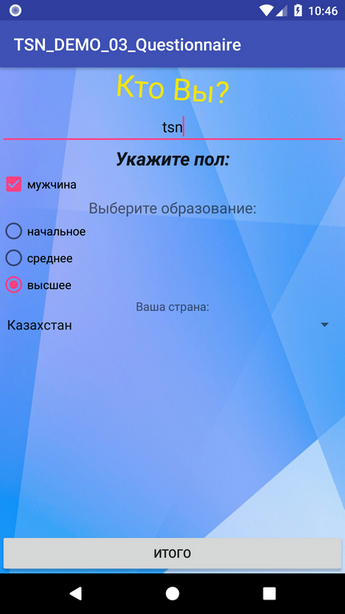 10:46
TSN_DEMO_03_Questionnaire
Кто Вы?
tsn
Укажите пол:
мужчина
Выберите образование:
начальное
среднее
высшее
Ваша страна:
Казахстан
ИТОГО